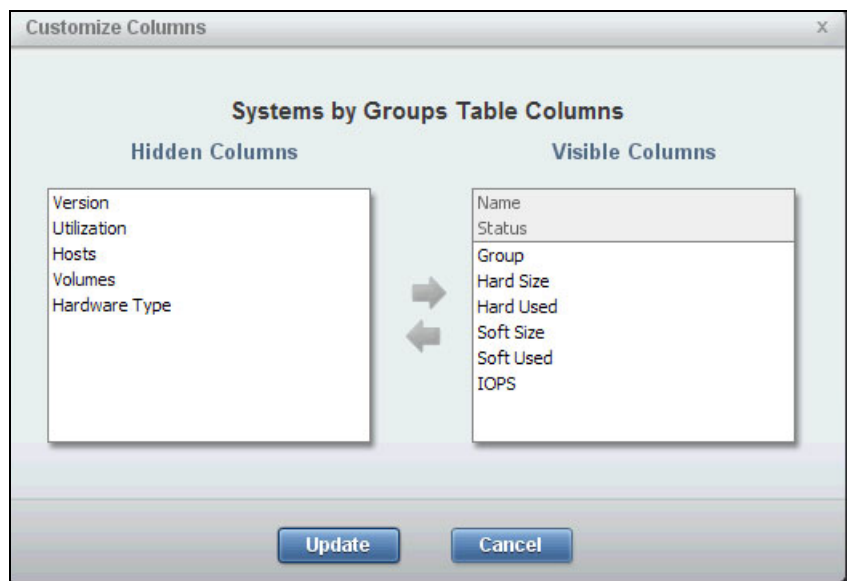 Customize Columns
x
Systems by Groups Table Columns
Hidden Columns
Visible Columns
Version
Utilization
Hosts
Volumes
Hardware Type
Name
Status
Group
Hard Size
Hard Used
Soft Size
Soft Used
IOPS
Update
Cancel